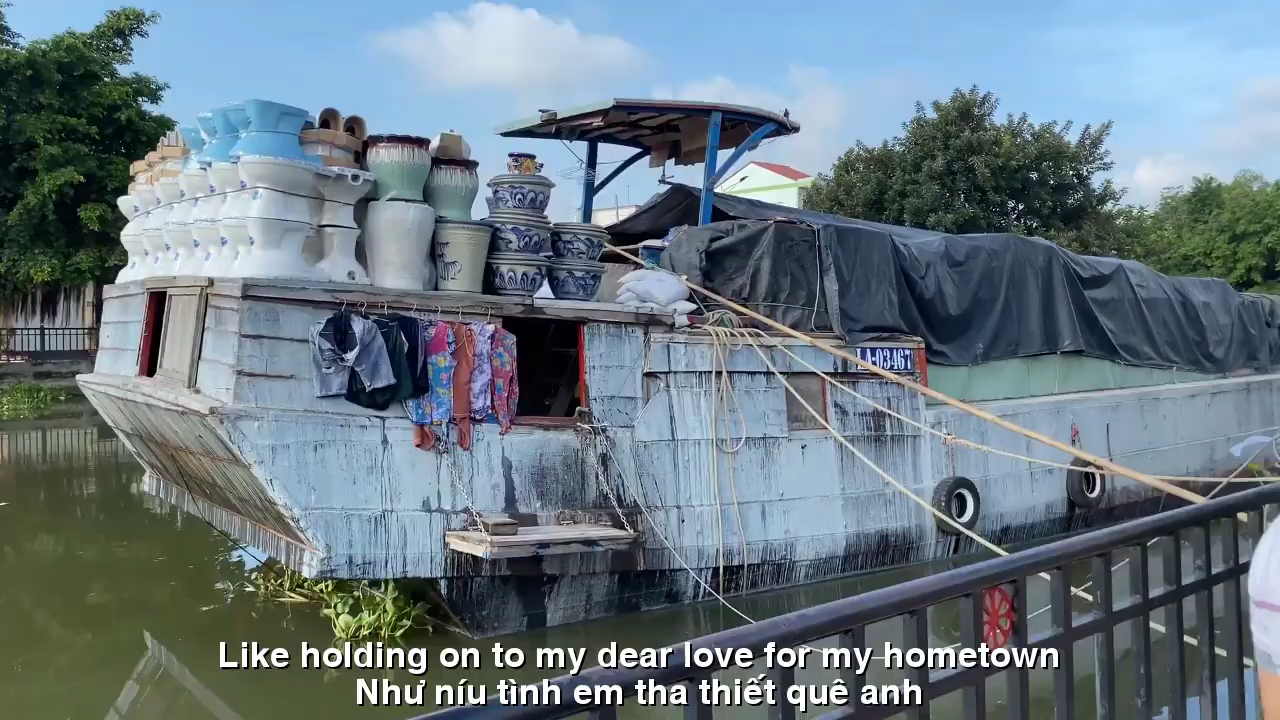 LA-03467
Like holding on to my dear love for my hometown
Như níu tình em tha thiết quê anh